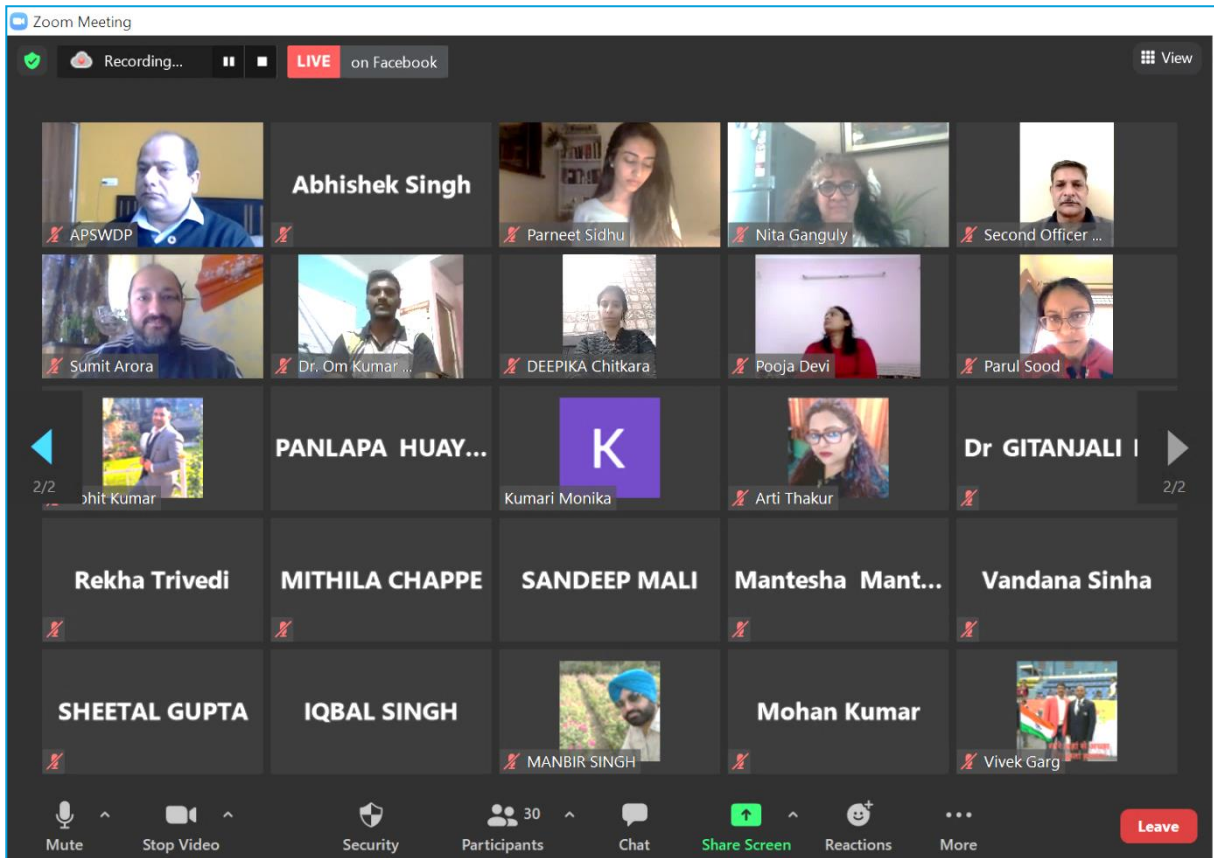 Zoom Meeting
Recording...
LIVE on Facebook
View
APSWDP
Abhishek Singh
Parneet Sidhu
Nita Ganguly
Second Officer ...
Sumit Arora
Dr. Om Kumar ...
DEEPIKA Chitkara
Pooja Devi
Parul Sood
2/2
hit Kumar
PANLAPA HUAY...
K
Kumari Monika
Arti Thakur
Dr GITANJALI
2/2
Rekha Trivedi
MITHILA CHAPPE
SANDEEP MALI
Mantesha Mant...
Vandana Sinha
SHEETAL GUPTA
IQBAL SINGH
MANBIR SINGH
Mohan Kumar
Vivek Garg
Mute
Stop Video
Security
30
Participants
Chat
Share Screen
Reactions
More
Leave